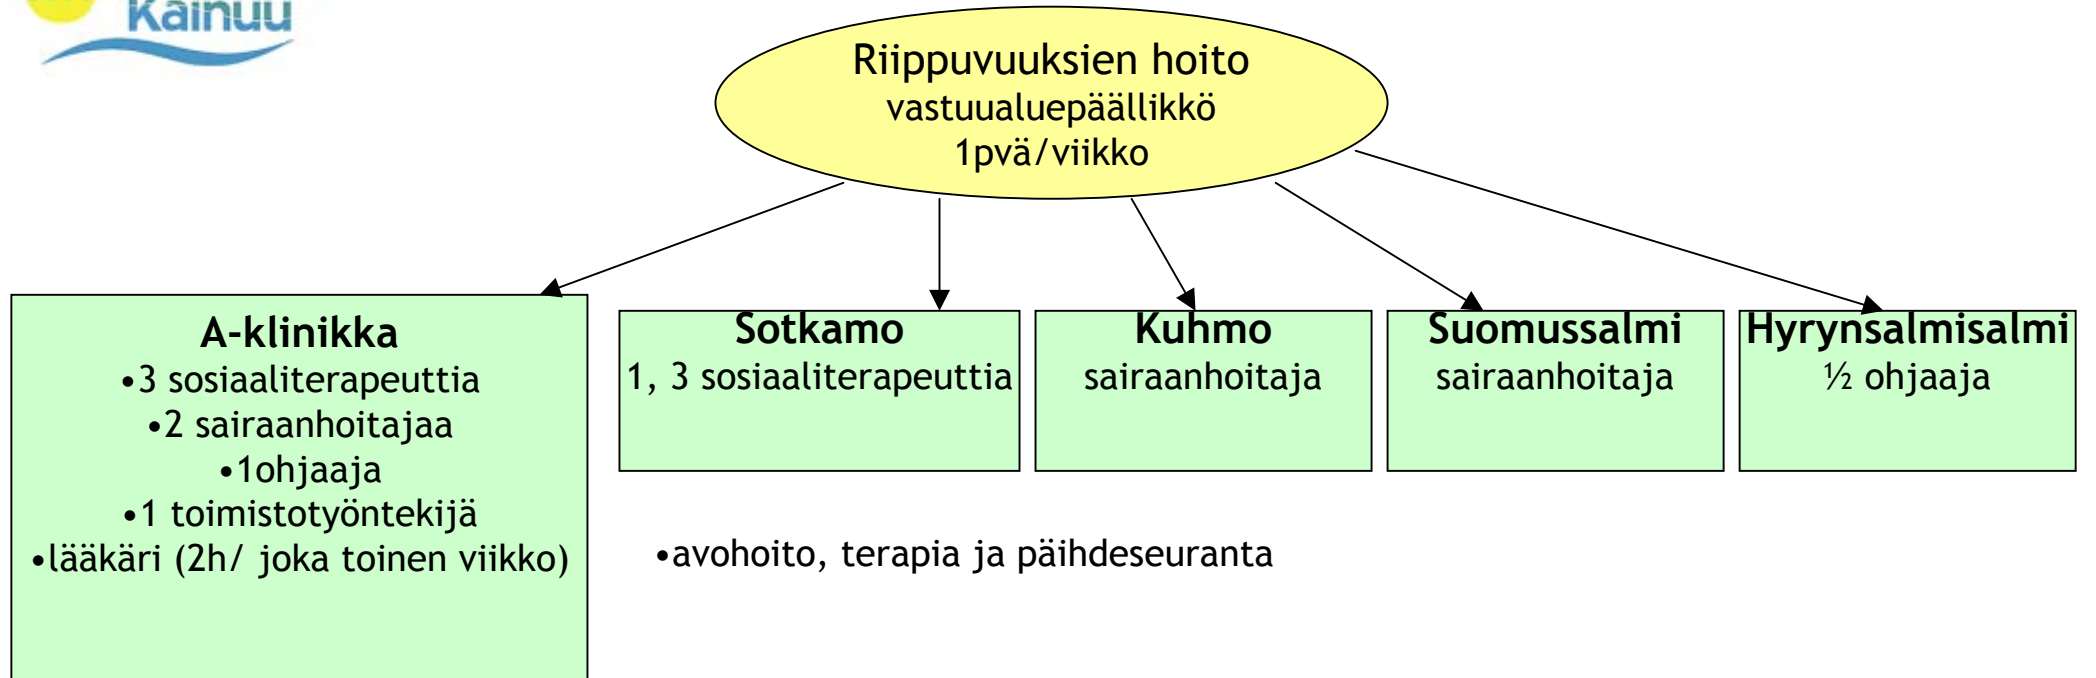 Kainuu
Riippuvuuksien hoito
vastuualuepäällikkö
1pvä/viikko
A-klinikka
•3 sosiaaliterapeuttia
•2 sairaanhoitajaa
•1ohjaaja
•1 toimistotyöntekijä
•lääkäri (2h/ joka toinen viikko)
Sotkamo
1, 3 sosiaaliterapeuttia
Kuhmo
sairaanhoitaja
Suomussalmi
sairaanhoitaja
Hyrynsalmisalmi
½ ohjaaja
•avohoito, terapia ja päihdeseuranta